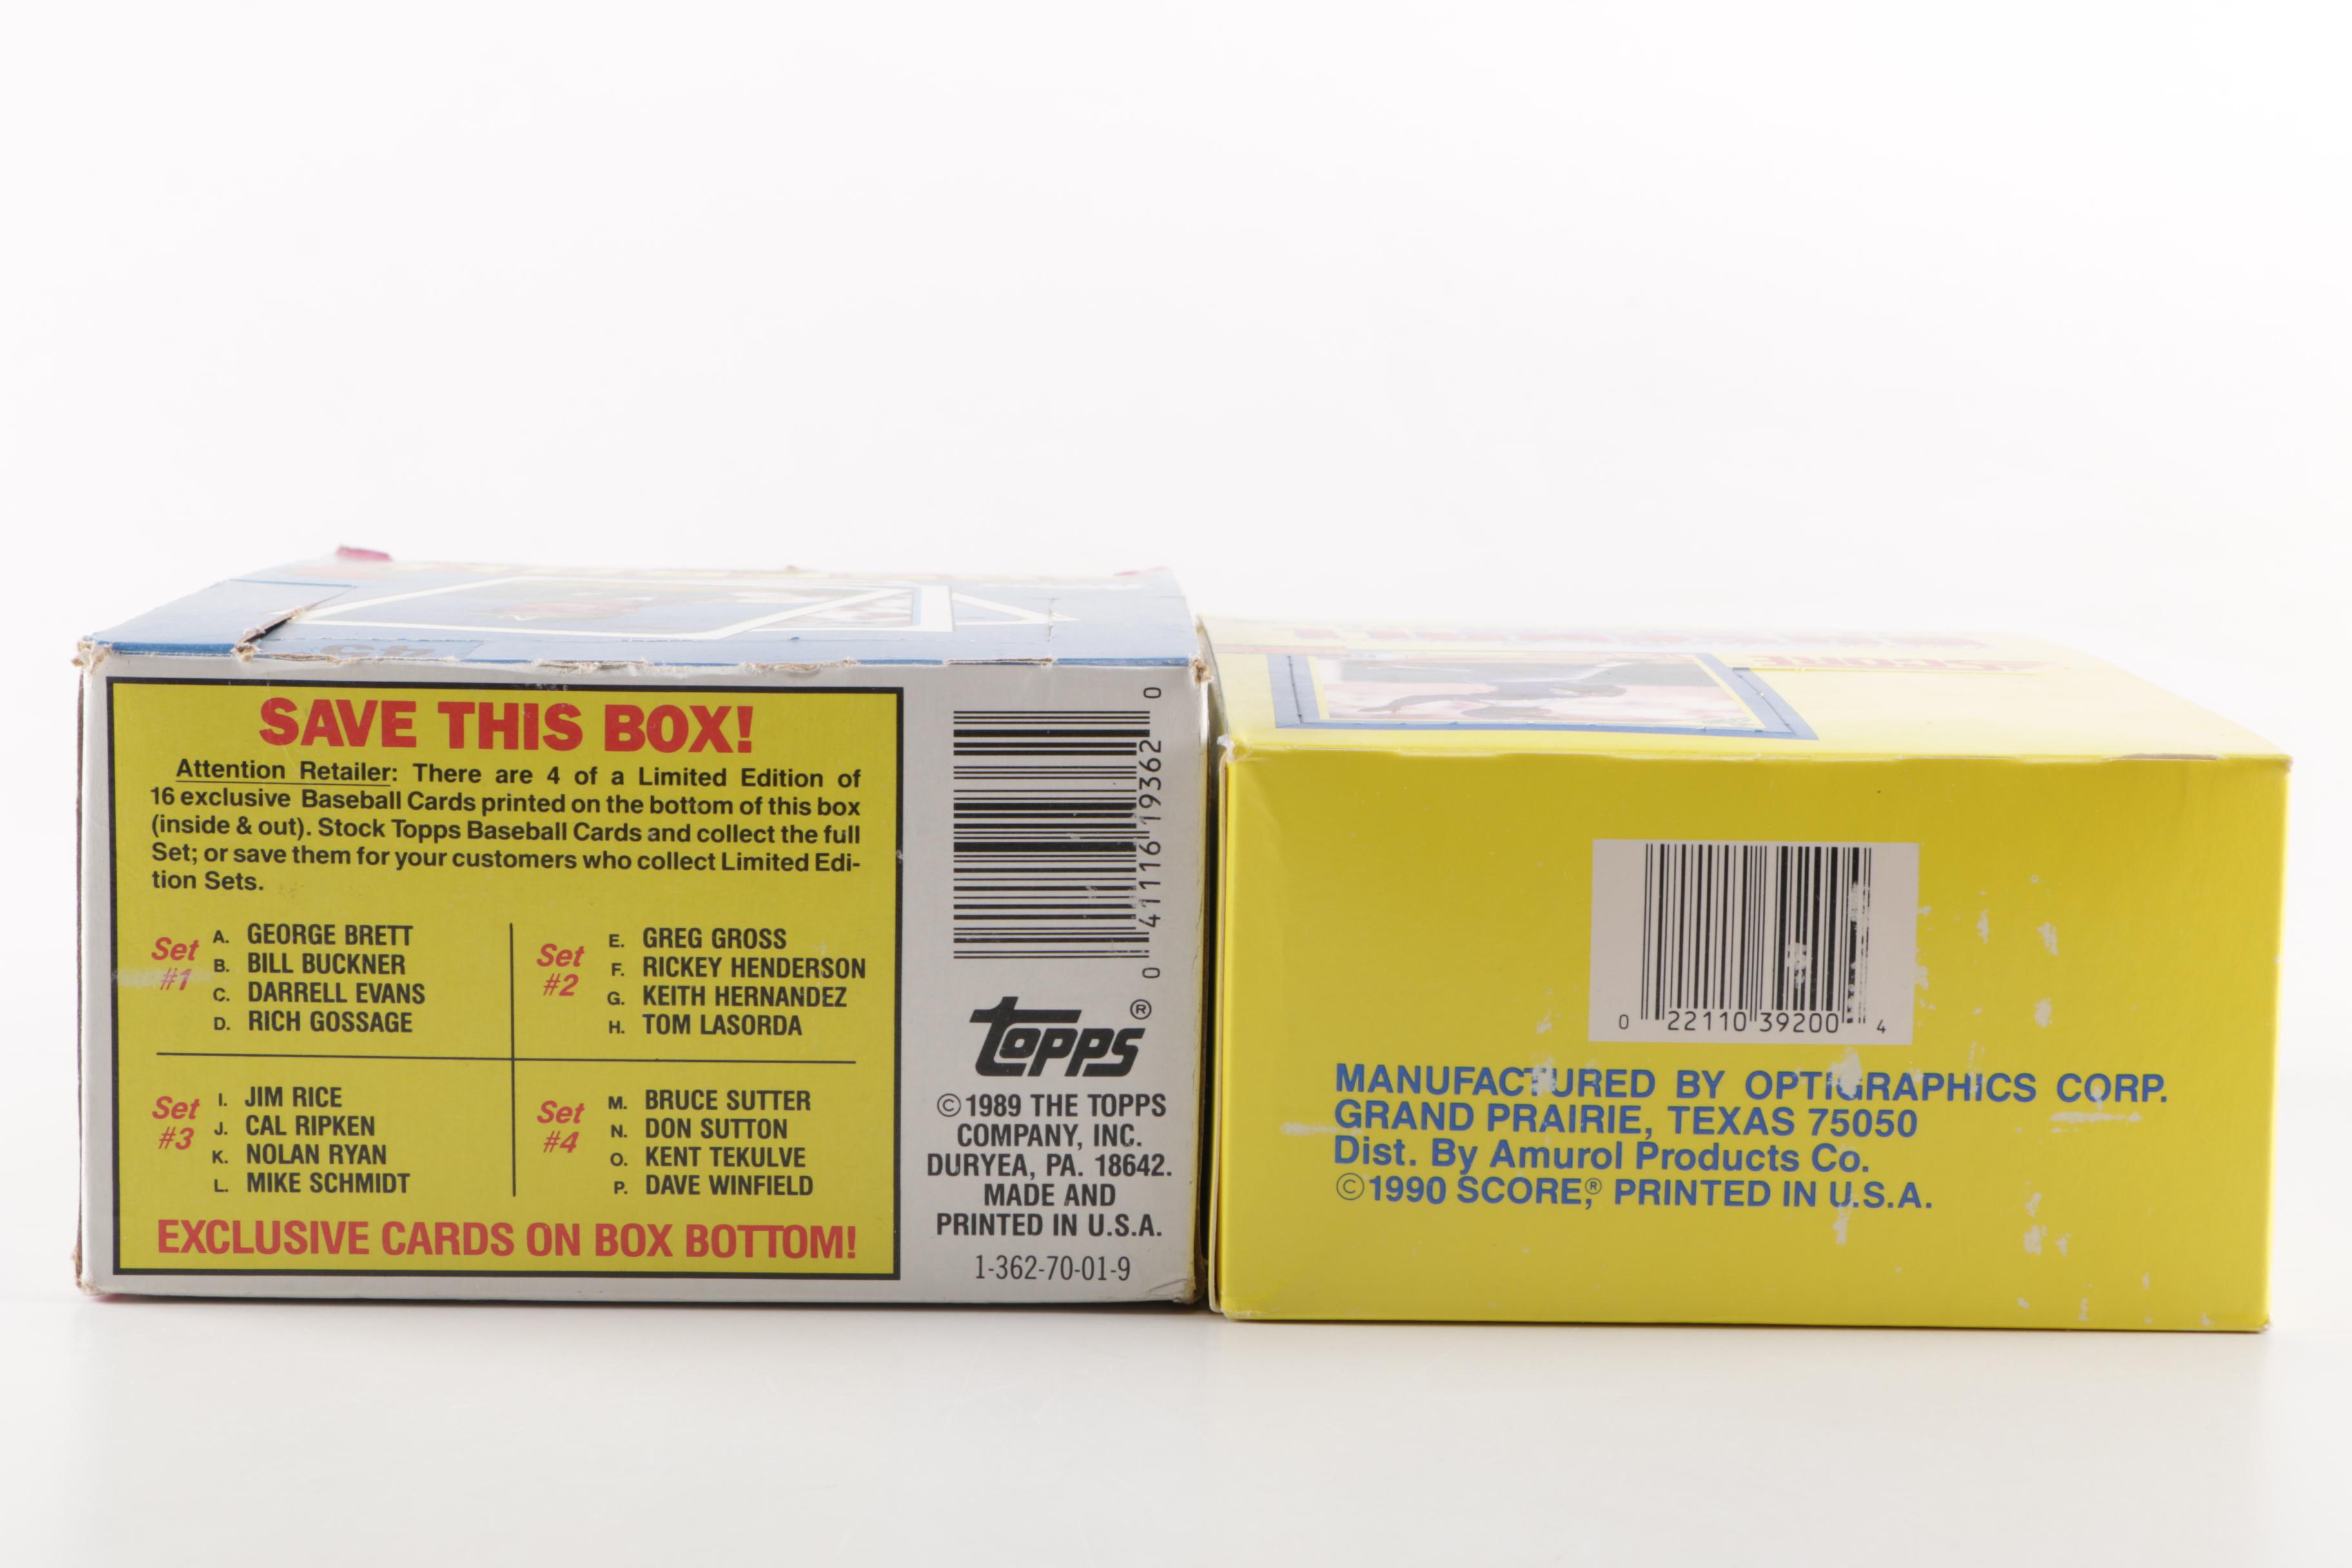 SAVE THIS BOX!
Attention Retailer: There are 4 of a Limited Edition of
16 exclusive Baseball Cards printed on the bottom of this box
(inside & out). Stock Topps Baseball Cards and collect the full
Set; or save them for your customers who collect Limited Edi-
tion Sets.
Set #1
A. GEORGE BRETT
B. BILL BUCKNER
C. DARRELL EVANS
D. RICH GOSSAGE
Set #2
E. GREG GROSS
F. RICKEY HENDERSON
G. KEITH HERNANDEZ
H. TOM LASORDA
Set #3
I. JIM RICE
J. CAL RIPKEN
K. NOLAN RYAN
L. MIKE SCHMIDT
Set #4
M. BRUCE SUTTER
N. DON SUTTON
O. KENT TEKULVE
P. DAVE WINFIELD
EXCLUSIVE CARDS ON BOX BOTTOM!
0 41116 19362 0
Topps®
©1989 THE TOPPS
COMPANY, INC.
DURYEA, PA. 18642.
MADE AND
PRINTED IN U.S.A.
1-362-70-01-9
SCORE
0 22110 39200 4
MANUFACTURED BY OPTIGRAPHICS CORP.
GRAND PRAIRIE, TEXAS 75050
Dist. By Amurol Products Co.
©1990 SCORE,® PRINTED IN U.S.A.